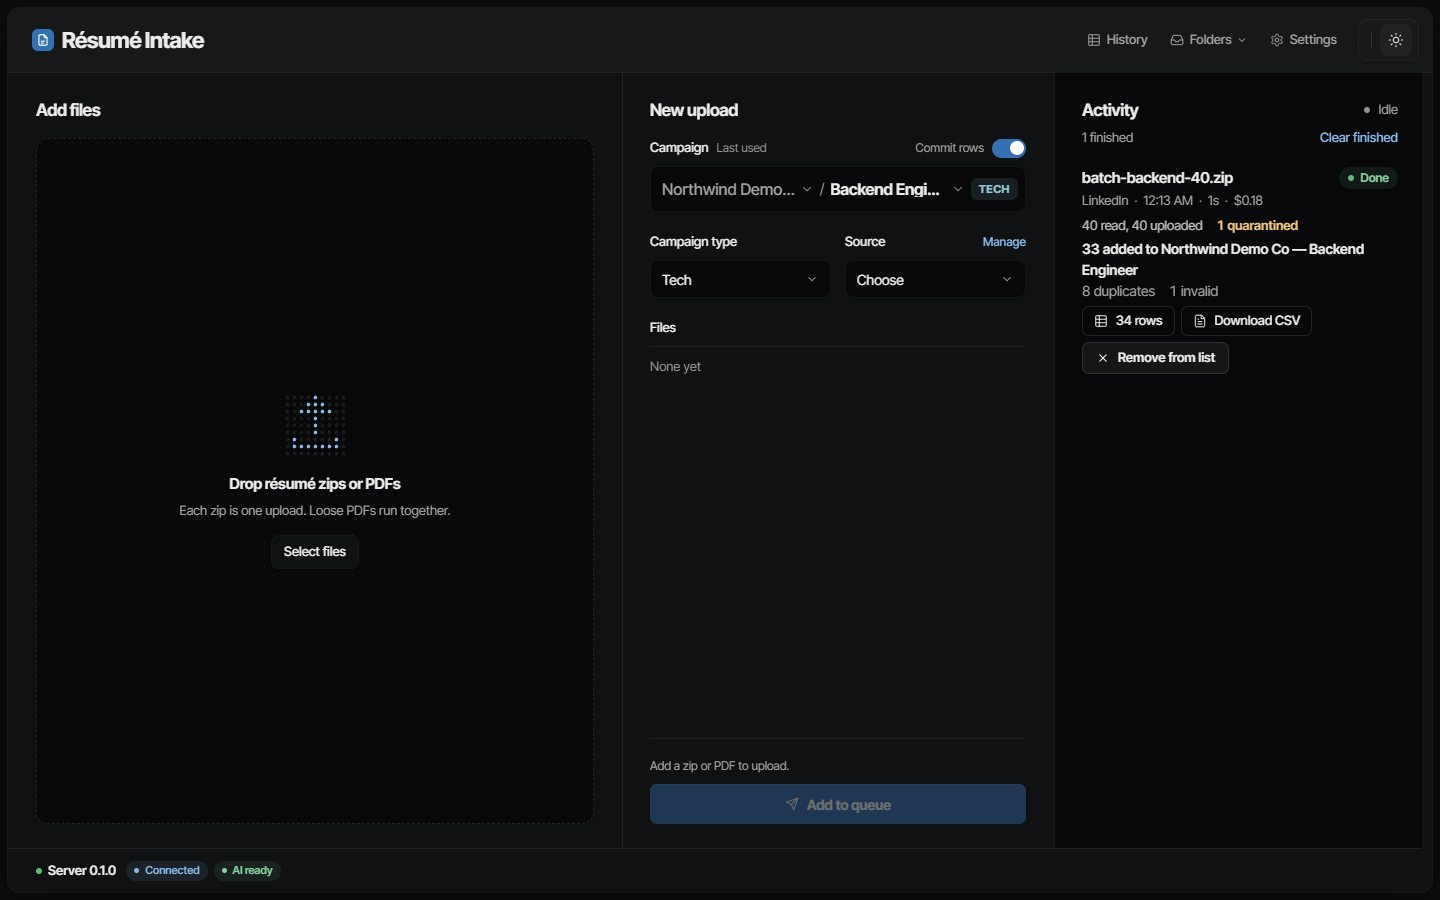 Résumé Intake
History
Folders
Settings
Add files
Drop résumé zips or PDFs
Each zip is one upload. Loose PDFs run together.
Select files
New upload
Campaign Last used
Commit rows
Northwind Demo... / Backend Engi... TECH
Campaign type
Source
Manage
Tech
Choose
Files
None yet
Add a zip or PDF to upload.
Add to queue
Activity
Idle
1 finished
Clear finished
batch-backend-40.zip
Done
LinkedIn · 12:13 AM · 1s · $0.18
40 read, 40 uploaded 1 quarantined
33 added to Northwind Demo Co — Backend
Engineer
8 duplicates 1 invalid
34 rows
Download CSV
Remove from list
Server 0.1.0
Connected
AI ready